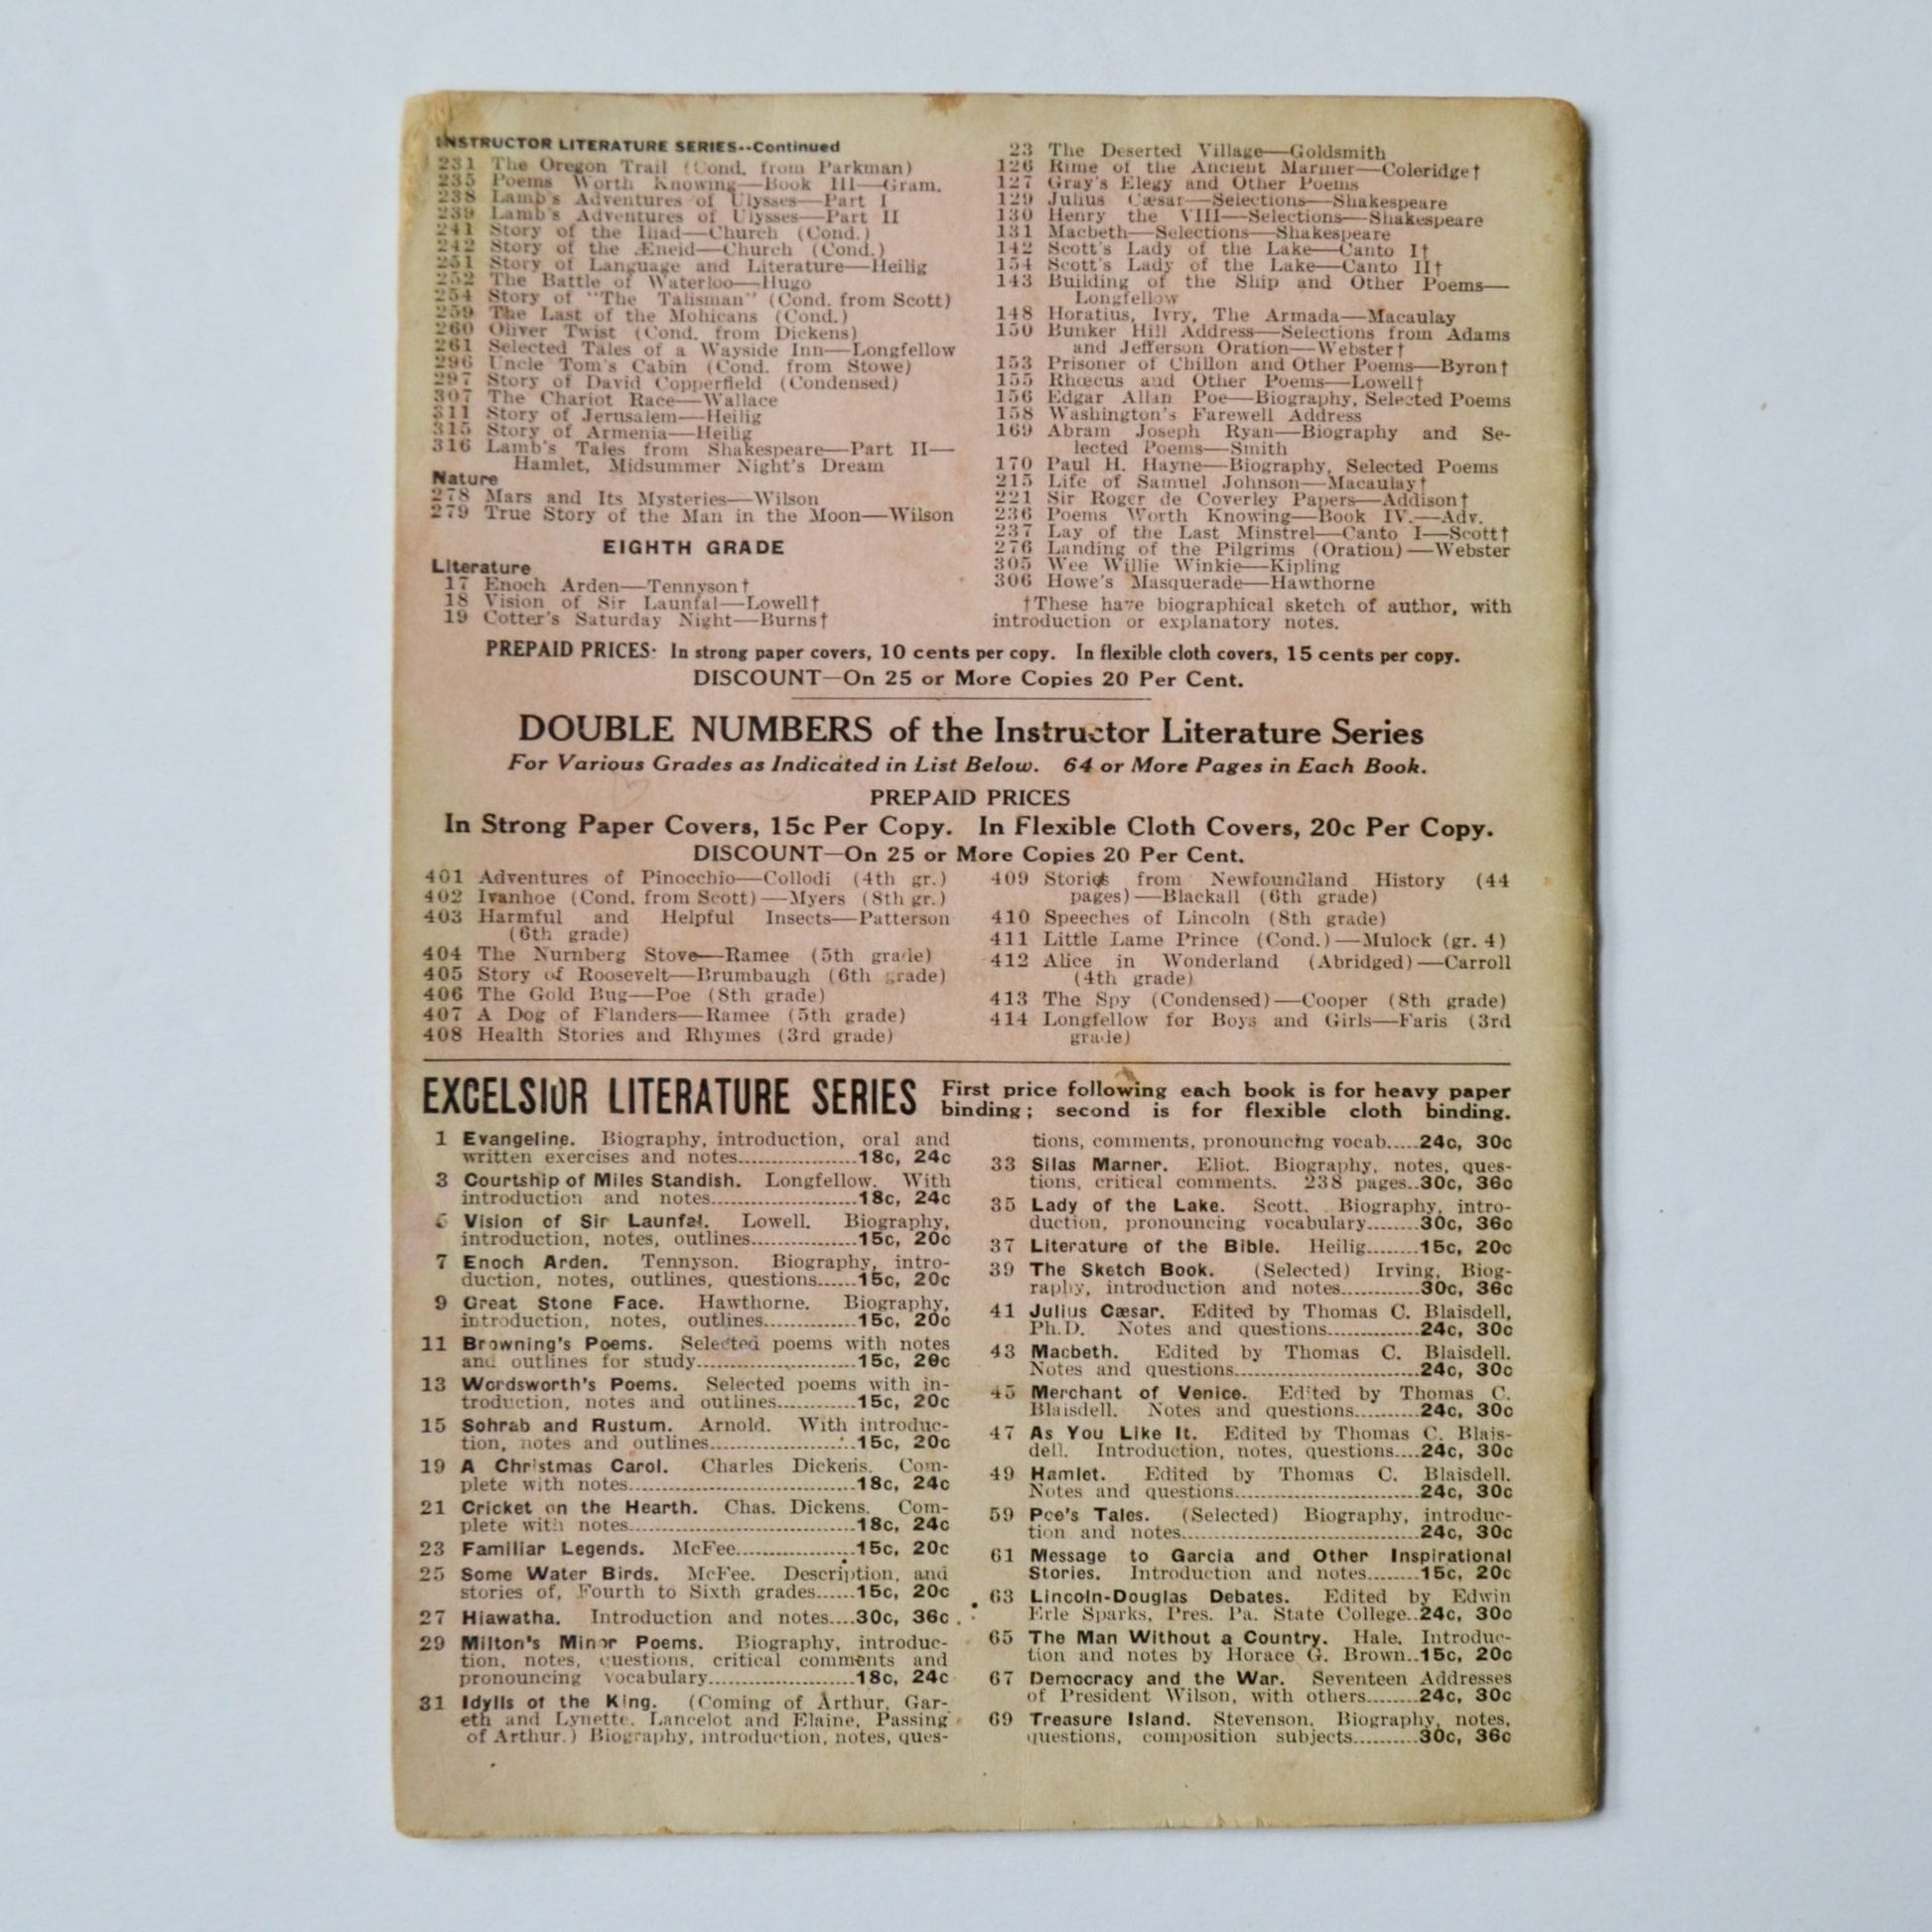 INSTRUCTOR LITERATURE SERIES--Continued
231 The Oregon Trail (Cond. from Parkman)
235 Poems Worth Knowing—Book III—Gram.
238 Lamb's Adventures of Ulysses—Part I
239 Lamb's Adventures of Ulysses—Part II
241 Story of the Iliad—Church (Cond.)
242 Story of the Æneid—Church (Cond.)
251 Story of Language and Literature—Heilig
252 The Battle of Waterloo—Hugo
254 Story of "The Talisman" (Cond. from Scott)
259 The Last of the Mohicans (Cond.)
260 Oliver Twist (Cond. from Dickens)
261 Selected Tales of a Wayside Inn—Longfellow
296 Uncle Tom's Cabin (Cond. from Stowe)
297 Story of David Copperfield (Condensed)
307 The Chariot Race—Wallace
311 Story of Jerusalem—Heilig
315 Story of Armenia—Heilig
316 Lamb's Tales from Shakespeare—Part II—
Hamlet, Midsummer Night's Dream
Nature
278 Mars and Its Mysteries—Wilson
279 True Story of the Man in the Moon—Wilson
EIGHTH GRADE
Literature
17 Enoch Arden—Tennyson†
18 Vision of Sir Launfal—Lowell†
19 Cotter's Saturday Night—Burns†
23 The Deserted Village—Goldsmith
126 Rime of the Ancient Mariner—Coleridge†
127 Gray's Elegy and Other Poems
129 Julius Cæsar—Selections—Shakespeare
130 Henry the VIII—Selections—Shakespeare
131 Macbeth—Selections—Shakespeare
142 Scott's Lady of the Lake—Canto I†
154 Scott's Lady of the Lake—Canto II†
143 Building of the Ship and Other Poems—
Longfellow
148 Horatius, Ivry, The Armada—Macaulay
150 Bunker Hill Address—Selections from Adams
and Jefferson Oration—Webster†
153 Prisoner of Chillon and Other Poems—Byron†
155 Rhœcus and Other Poems—Lowell†
156 Edgar Allan Poe—Biography, Selected Poems
158 Washington's Farewell Address
169 Abram Joseph Ryan—Biography and Se-
lected Poems—Smith
170 Paul H. Hayne—Biography, Selected Poems
215 Life of Samuel Johnson—Macaulay†
221 Sir Roger de Coverley Papers—Addison†
236 Poems Worth Knowing—Book IV.—Adv.
237 Lay of the Last Minstrel—Canto I—Scott†
276 Landing of the Pilgrims (Oration)—Webster
305 Wee Willie Winkie—Kipling
306 Howe's Masquerade—Hawthorne
†These have biographical sketch of author, with
introduction or explanatory notes.
PREPAID PRICES· In strong paper covers, 10 cents per copy. In flexible cloth covers, 15 cents per copy.
DISCOUNT—On 25 or More Copies 20 Per Cent.
DOUBLE NUMBERS of the Instructor Literature Series
For Various Grades as Indicated in List Below. 64 or More Pages in Each Book.
PREPAID PRICES
In Strong Paper Covers, 15c Per Copy. In Flexible Cloth Covers, 20c Per Copy.
DISCOUNT—On 25 or More Copies 20 Per Cent.
401 Adventures of Pinocchio—Collodi (4th gr.)
402 Ivanhoe (Cond. from Scott)—Myers (8th gr.)
403 Harmful and Helpful Insects—Patterson
(6th grade)
404 The Nurnberg Stove—Ramee (5th grade)
405 Story of Roosevelt—Brumbaugh (6th grade)
406 The Gold Bug—Poe (8th grade)
407 A Dog of Flanders—Ramee (5th grade)
408 Health Stories and Rhymes (3rd grade)
409 Stories from Newfoundland History (44
pages)—Blackall (6th grade)
410 Speeches of Lincoln (8th grade)
411 Little Lame Prince (Cond.)—Mulock (gr. 4)
412 Alice in Wonderland (Abridged)—Carroll
(4th grade)
413 The Spy (Condensed)—Cooper (8th grade)
414 Longfellow for Boys and Girls—Faris (3rd
grade)
EXCELSIOR LITERATURE SERIES
First price following each book is for heavy paper
binding; second is for flexible cloth binding.
1 Evangeline. Biography, introduction, oral and
written exercises and notes..................18c, 24c
3 Courtship of Miles Standish. Longfellow. With
introduction and notes......................18c, 24c
5 Vision of Sir Launfal. Lowell. Biography,
introduction, notes, outlines................15c, 20c
7 Enoch Arden. Tennyson. Biography, intro-
duction, notes, outlines, questions......15c, 20c
9 Great Stone Face. Hawthorne. Biography,
introduction, notes, outlines..............15c, 20c
11 Browning's Poems. Selected poems with notes
and outlines for study........................15c, 20c
13 Wordsworth's Poems. Selected poems with in-
troduction, notes and outlines............15c, 20c
15 Sohrab and Rustum. Arnold. With introduc-
tion, notes and outlines......................15c, 20c
19 A Christmas Carol. Charles Dickens. Com-
plete with notes..................................18c, 24c
21 Cricket on the Hearth. Chas. Dickens. Com-
plete with notes..................................18c, 24c
23 Familiar Legends. McFee..................15c, 20c
25 Some Water Birds. McFee. Description, and
stories of, Fourth to Sixth grades......15c, 20c
27 Hiawatha. Introduction and notes....30c, 36c
29 Milton's Minor Poems. Biography, introduc-
tion, notes, questions, critical comments and
pronouncing vocabulary......................18c, 24c
31 Idylls of the King. (Coming of Arthur, Gar-
eth and Lynette, Lancelot and Elaine, Passing
of Arthur.) Biography, introduction, notes, ques-
tions, comments, pronouncing vocab.....24c, 30c
33 Silas Marner. Eliot. Biography, notes, ques-
tions, critical comments. 238 pages..30c, 36c
35 Lady of the Lake. Scott. Biography, intro-
duction, pronouncing vocabulary........30c, 36c
37 Literature of the Bible. Heilig........15c, 20c
39 The Sketch Book. (Selected) Irving. Biog-
raphy, introduction and notes............30c, 36c
41 Julius Cæsar. Edited by Thomas C. Blaisdell,
Ph.D. Notes and questions..............24c, 30c
43 Macbeth. Edited by Thomas C. Blaisdell.
Notes and questions............................24c, 30c
45 Merchant of Venice. Edited by Thomas C.
Blaisdell. Notes and questions..........24c, 30c
47 As You Like It. Edited by Thomas C. Blais-
dell. Introduction, notes, questions....24c, 30c
49 Hamlet. Edited by Thomas C. Blaisdell.
Notes and questions............................24c, 30c
59 Poe's Tales. (Selected) Biography, introduc-
tion and notes....................................24c, 30c
61 Message to Garcia and Other Inspirational
Stories. Introduction and notes........15c, 20c
63 Lincoln-Douglas Debates. Edited by Edwin
Erle Sparks, Pres. Pa. State College..24c, 30c
65 The Man Without a Country. Hale. Introduc-
tion and notes by Horace G. Brown..15c, 20c
67 Democracy and the War. Seventeen Addresses
of President Wilson, with others........24c, 30c
69 Treasure Island. Stevenson. Biography, notes,
questions, composition subjects..........30c, 36c